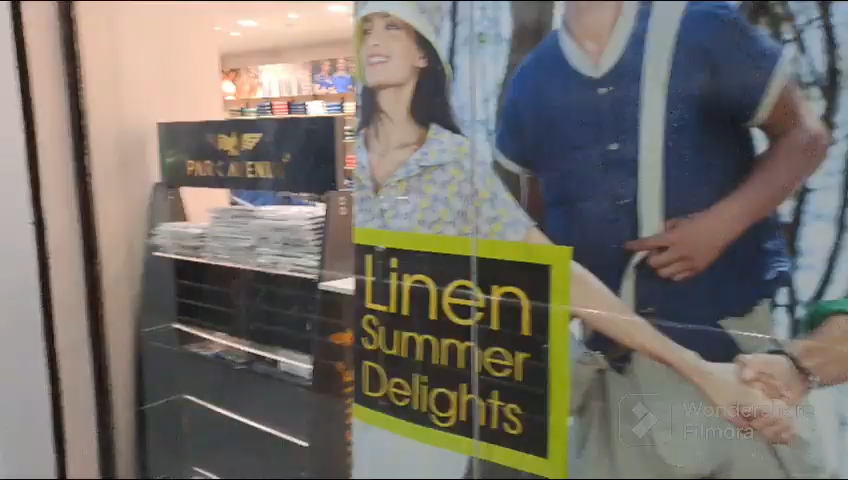 PARK AVENUE
Linen
Summer
Delights
Wondershare
Filmora